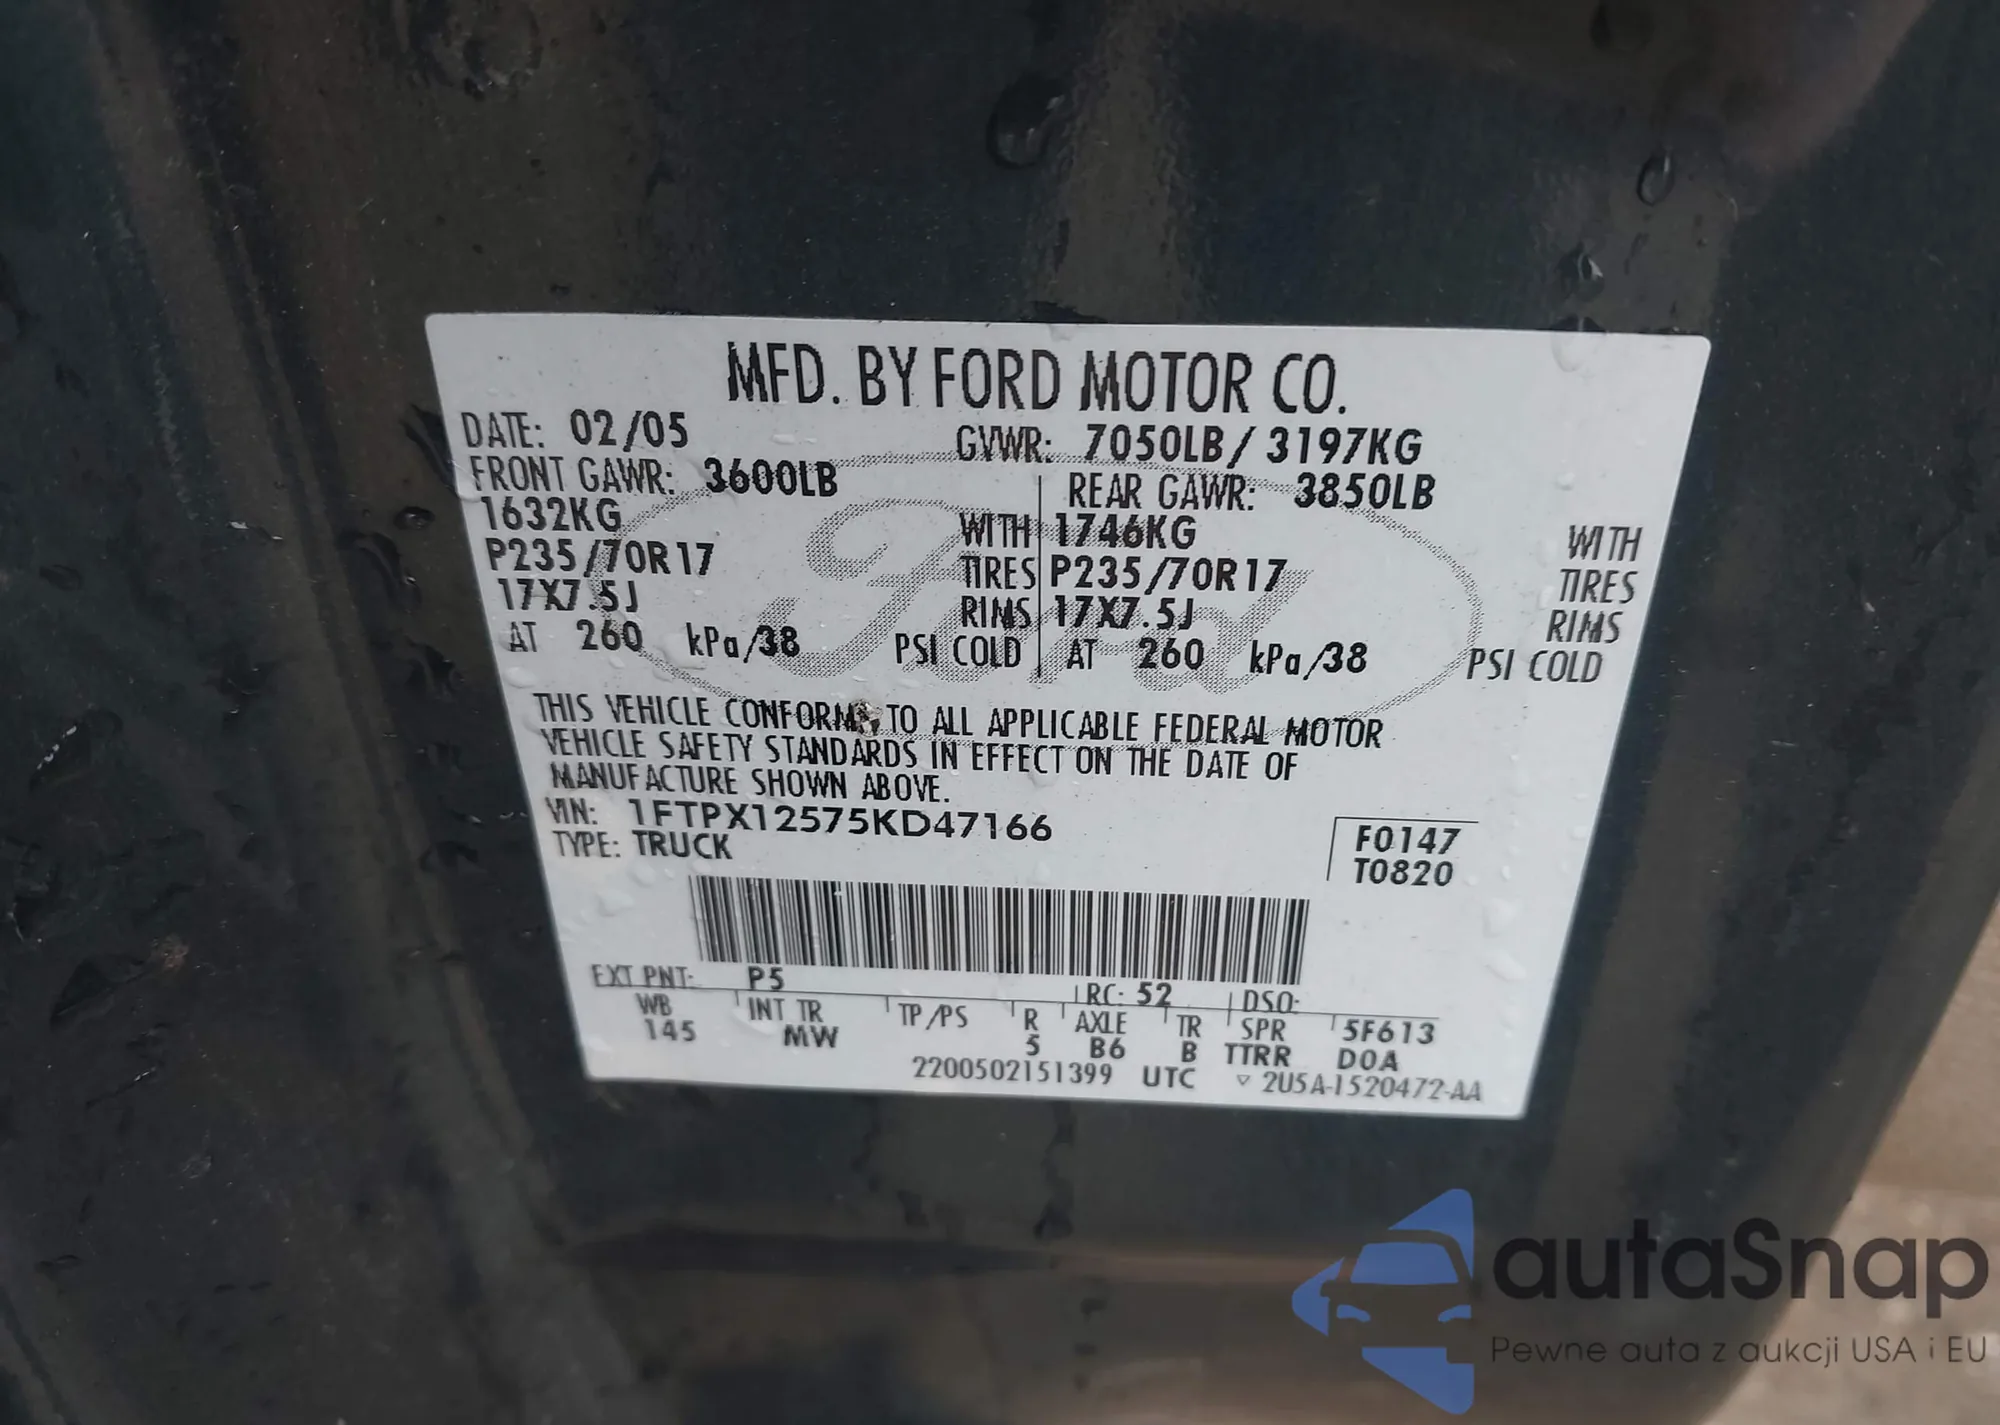 MFD. BY FORD MOTOR CO.
DATE: 02/05 GVWR: 7050LB / 3197KG
FRONT GAWR: 3600LB REAR GAWR: 3850LB
1632KG WITH 1746KG WITH
P235/70R17 TIRES P235/70R17 TIRES
17X7.5J RIMS 17X7.5J RIMS
AT 260 kPa/38 PSI COLD AT 260 kPa/38 PSI COLD
Ford
THIS VEHICLE CONFORMS TO ALL APPLICABLE FEDERAL MOTOR
VEHICLE SAFETY STANDARDS IN EFFECT ON THE DATE OF
MANUFACTURE SHOWN ABOVE.
VIN: 1FTPX12575KD47166
TYPE: TRUCK
F0147
T0820
EXT PNT: P5 RC: 52 DSO:
WB INT TR TP/PS R AXLE TR SPR 5F613
145 MW 5 B6 B TTRR DOA
2200502151399 UTC ▽ 2U5A-1520472-AA
autaSnap
Pewne auta z aukcji USA i EU